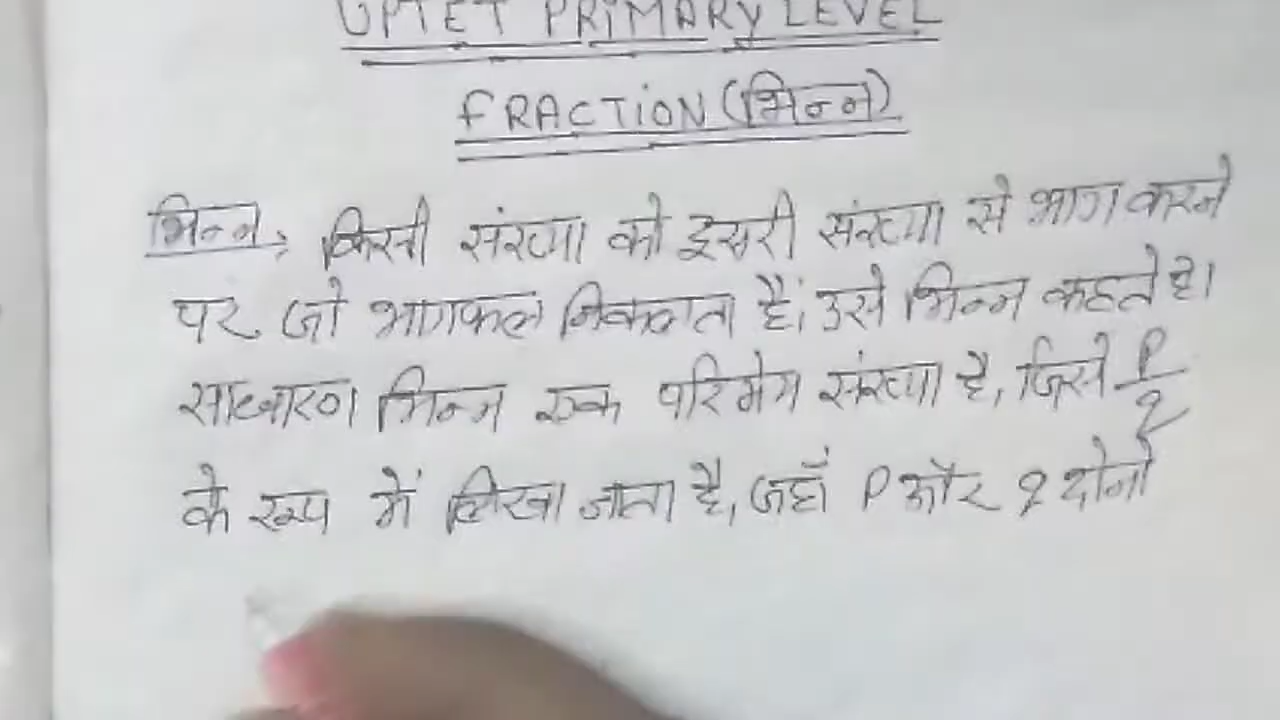 UPTET PRIMARY LEVEL
FRACTION (भिन्न)
भिन्न, किसी संख्या को दूसरी संख्या से भाग करने
पर जो भागफल निकलता है, उसे भिन्न कहते है।
साधारण भिन्न एक परिमेय संख्या है, जिसे P/q
के रूप में लिखा जाता है, जहाँ P और q दोनो